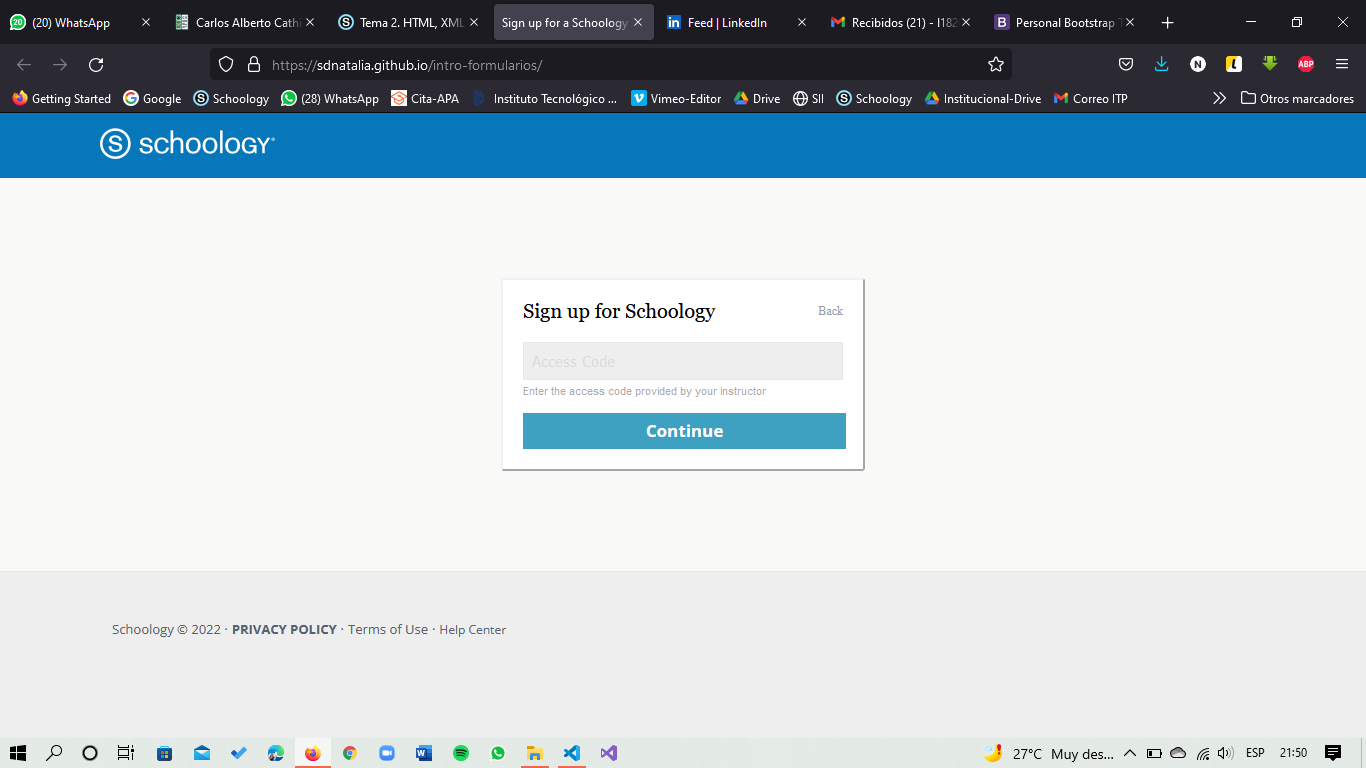 (20) WhatsApp
Carlos Alberto Cathi
Tema 2. HTML, XML
Sign up for a Schoology
Feed | LinkedIn
Recibidos (21) - l182
Personal Bootstrap T
https://sdnatalia.github.io/intro-formularios/
Getting Started
Google
Schoology
(28) WhatsApp
Cita-APA
Instituto Tecnológico ...
Vimeo-Editor
Drive
SII
Schoology
Institucional-Drive
Correo ITP
Otros marcadores
schoology
Sign up for Schoology
Back
Access Code
Enter the access code provided by your instructor
Continue
Schoology © 2022 · PRIVACY POLICY · Terms of Use · Help Center
27°C Muy des...
ESP
21:50